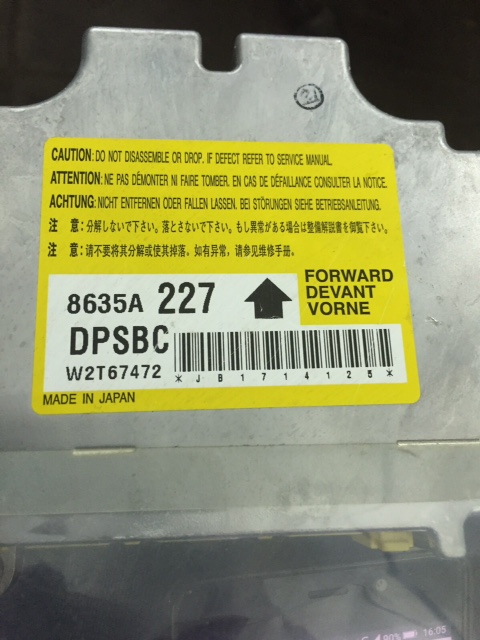 CAUTION: DO NOT DISASSEMBLE OR DROP. IF DEFECT REFER TO SERVICE MANUAL.
ATTENTION: NE PAS DÉMONTER NI FAIRE TOMBER. EN CAS DE DÉFAILLANCE CONSULTER LA NOTICE.
ACHTUNG: NICHT ENTFERNEN ODER FALLEN LASSEN. BEI STÖRUNGEN SIEHE BETRIEBSANLEITUNG.
注 意: 分解しないで下さい。落とさないで下さい。もし異常がある場合は整備解説書を御覧下さい。
注 意: 请不要将其分解或使其掉落。如有异常，请参见维修手册。
8635A 227
FORWARD
DEVANT
VORNE
DPSBC
W2T67472
*JB174125*
MADE IN JAPAN
90% 16:05